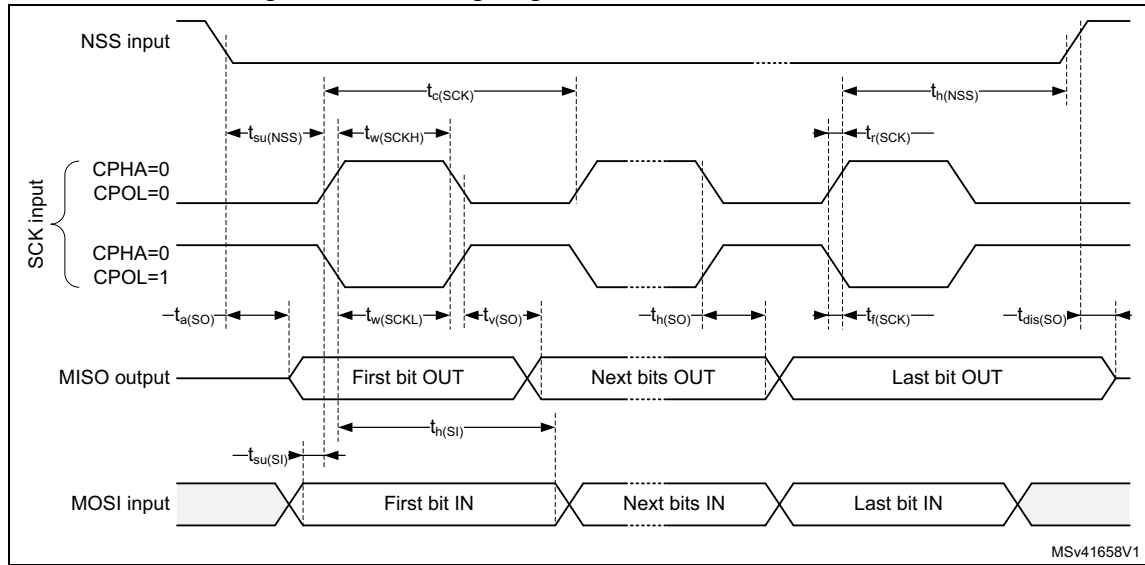 NSS input
tc(SCK)
th(NSS)
tsu(NSS)
tw(SCKH)
tr(SCK)
SCK input
CPHA=0
CPOL=0
CPHA=0
CPOL=1
ta(SO)
tw(SCKL)
tv(SO)
th(SO)
tf(SCK)
tdis(SO)
MISO output
First bit OUT
Next bits OUT
Last bit OUT
th(SI)
tsu(SI)
MOSI input
First bit IN
Next bits IN
Last bit IN
MSv41658V1